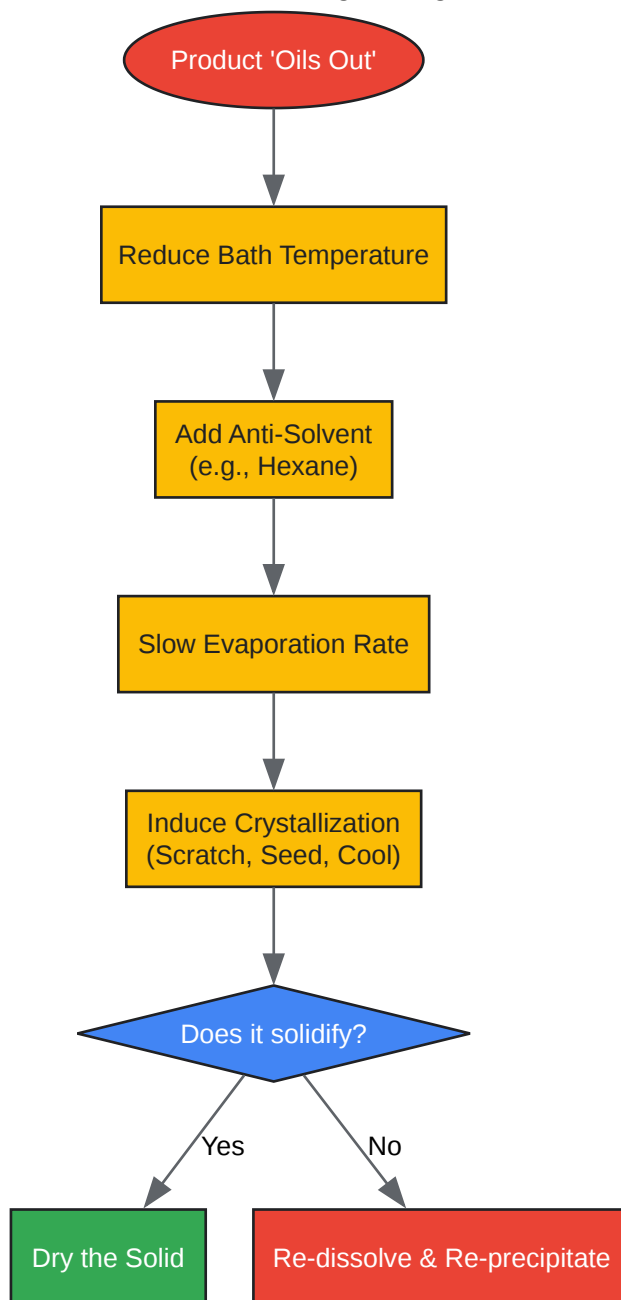 Product 'Oils Out'
Reduce Bath Temperature
Add Anti-Solvent
(e.g., Hexane)
Slow Evaporation Rate
Induce Crystallization
(Scratch, Seed, Cool)
Does it solidify?
Yes
No
Dry the Solid
Re-dissolve & Re-precipitate